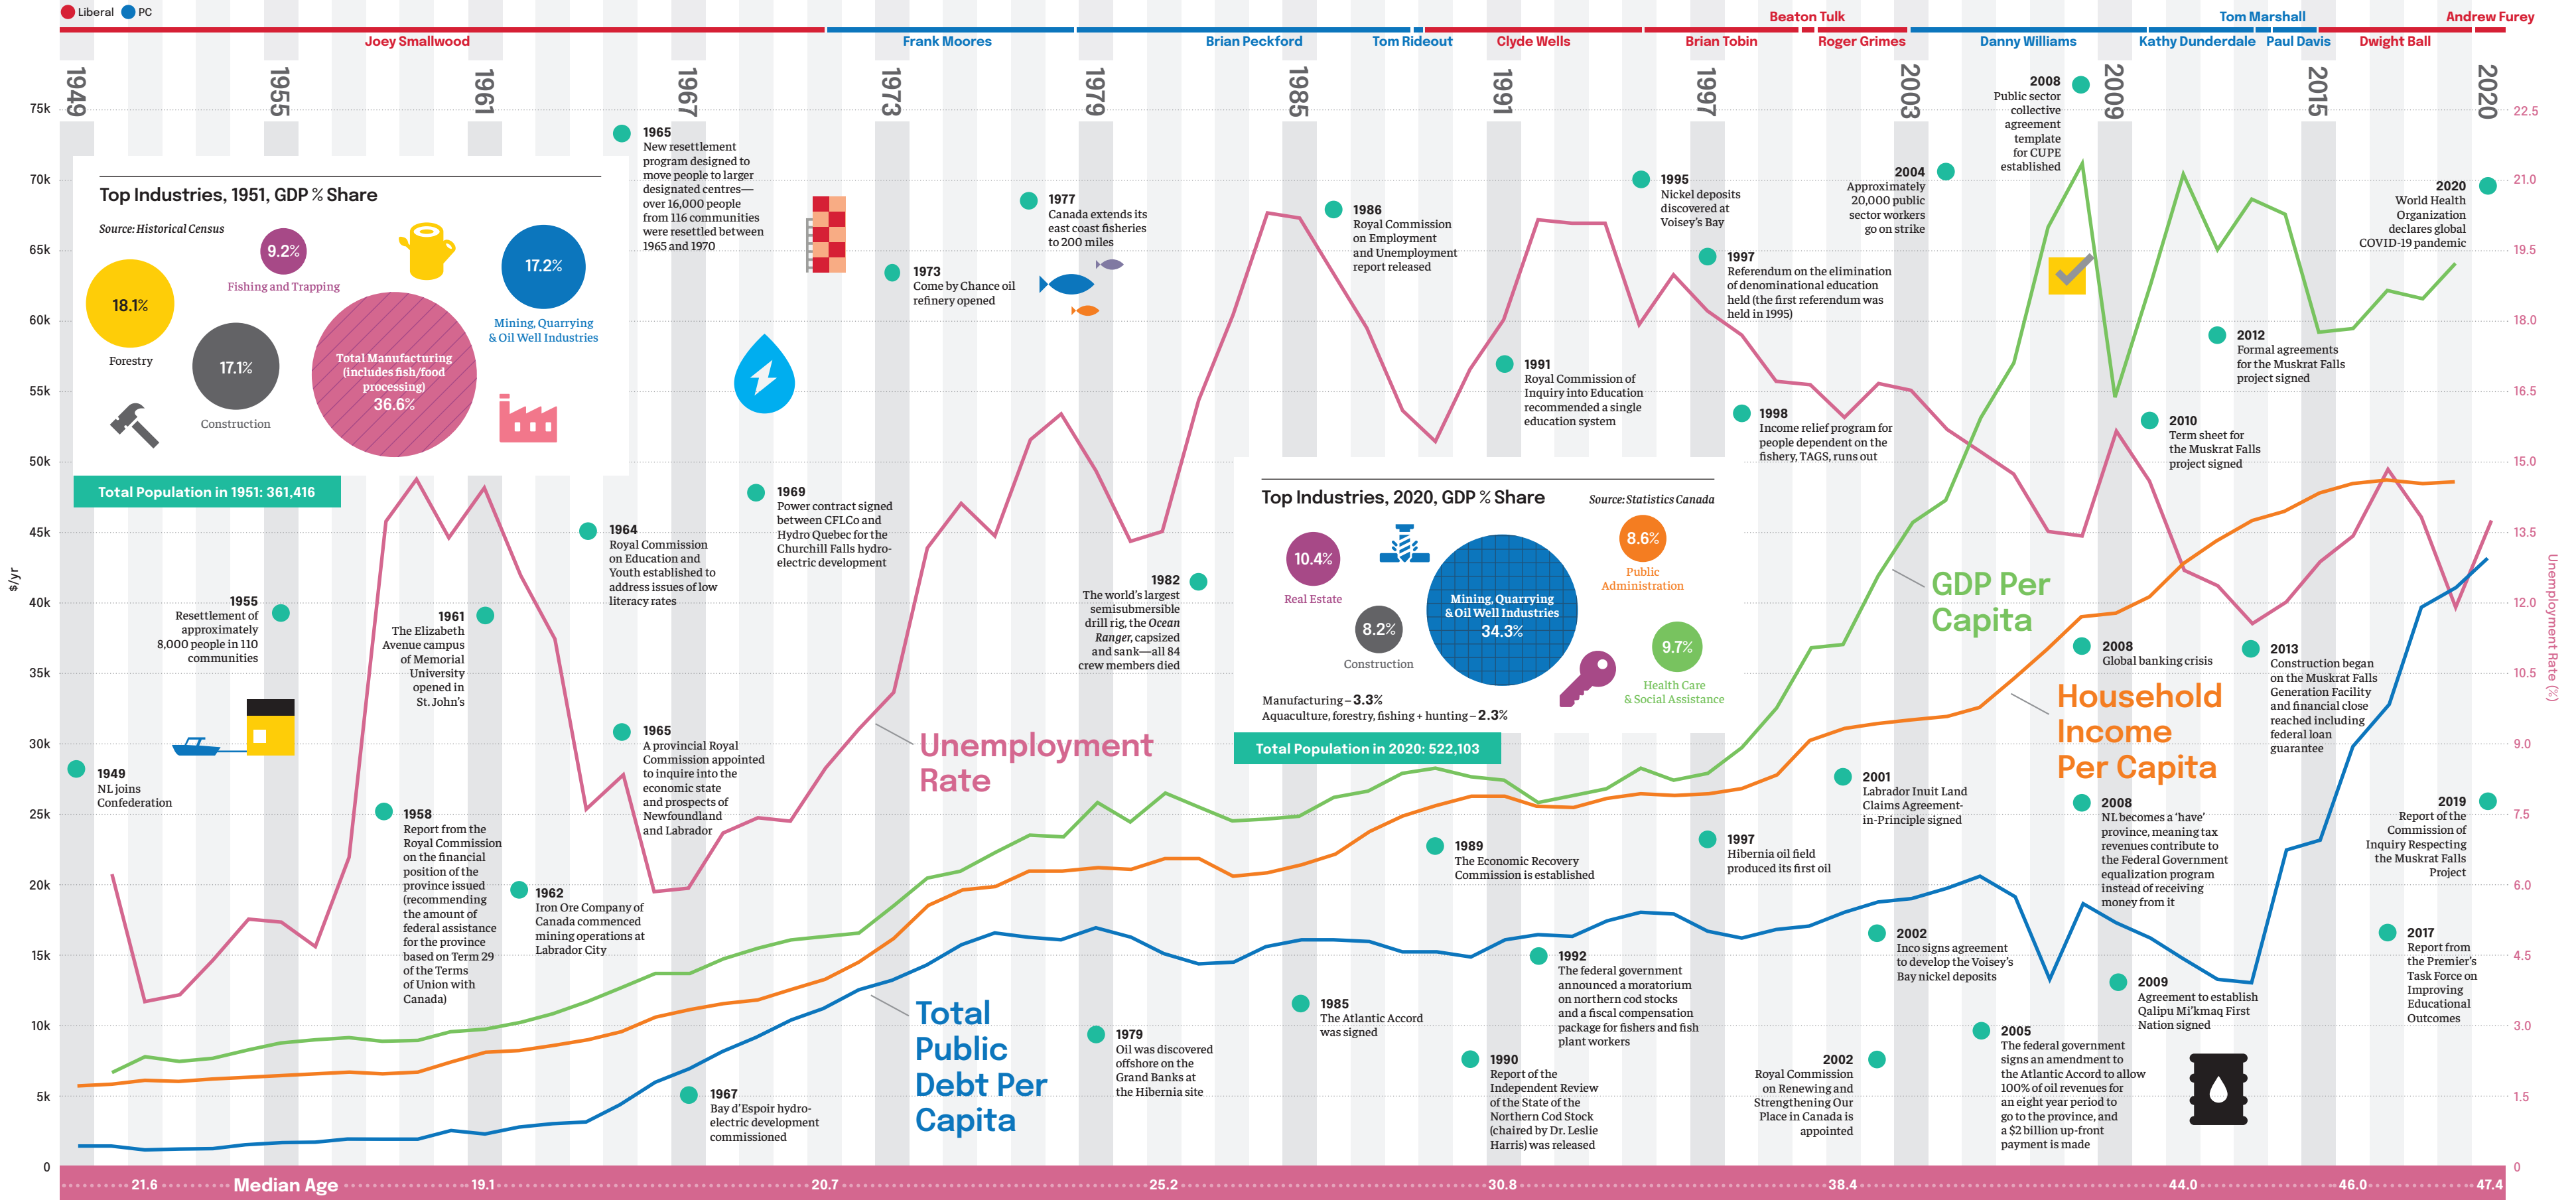 Liberal
PC
Joey Smallwood
Frank Moores
Brian Peckford
Tom Rideout
Clyde Wells
Brian Tobin
Beaton Tulk
Roger Grimes
Danny Williams
Kathy Dunderdale
Tom Marshall
Paul Davis
Dwight Ball
Andrew Furey
1949
1955
1961
1967
1973
1979
1985
1991
1997
2003
2009
2015
2020
75k
70k
65k
60k
55k
50k
45k
40k
35k
30k
25k
20k
15k
10k
5k
0
$/yr
22.5
21.0
19.5
18.0
16.5
15.0
13.5
12.0
10.5
9.0
7.5
6.0
4.5
3.0
1.5
0
Unemployment Rate (%)
Top Industries, 1951, GDP % Share
Source: Historical Census
9.2%
Fishing and Trapping
17.2%
Mining, Quarrying
& Oil Well Industries
18.1%
Forestry
17.1%
Construction
Total Manufacturing
(includes fish/food
processing)
36.6%
Total Population in 1951: 361,416
1949
NL joins
Confederation
1955
Resettlement of
approximately
8,000 people in 110
communities
1958
Report from the
Royal Commission
on the financial
position of the
province issued
(recommending
the amount of
federal assistance
for the province
based on Term 29
of the Terms
of Union with
Canada)
1961
The Elizabeth
Avenue campus
of Memorial
University
opened in
St. John's
1962
Iron Ore Company of
Canada commenced
mining operations at
Labrador City
1964
Royal Commission
on Education and
Youth established to
address issues of low
literacy rates
1965
New resettlement
program designed to
move people to larger
designated centres—
over 16,000 people
from 116 communities
were resettled between
1965 and 1970
1965
A provincial Royal
Commission appointed
to inquire into the
economic state
and prospects of
Newfoundland
and Labrador
1967
Bay d'Espoir hydro-
electric development
commissioned
1969
Power contract signed
between CFLCo and
Hydro Quebec for the
Churchill Falls hydro-
electric development
1973
Come by Chance oil
refinery opened
1977
Canada extends its
east coast fisheries
to 200 miles
1979
Oil was discovered
offshore on the
Grand Banks at
the Hibernia site
1982
The world's largest
semisubmersible
drill rig, the Ocean
Ranger, capsized
and sank—all 84
crew members died
1985
The Atlantic Accord
was signed
1986
Royal Commission
on Employment
and Unemployment
report released
1989
The Economic Recovery
Commission is established
1990
Report of the
Independent Review
of the State of the
Northern Cod Stock
(chaired by Dr. Leslie
Harris) was released
1991
Royal Commission of
Inquiry into Education
recommended a single
education system
1992
The federal government
announced a moratorium
on northern cod stocks
and a fiscal compensation
package for fishers and fish
plant workers
1995
Nickel deposits
discovered at
Voisey's Bay
1997
Referendum on the elimination
of denominational education
held (the first referendum was
held in 1995)
1997
Hibernia oil field
produced its first oil
1998
Income relief program for
people dependent on the
fishery, TAGS, runs out
Top Industries, 2020, GDP % Share
Source: Statistics Canada
10.4%
Real Estate
8.6%
Public
Administration
Mining, Quarrying
& Oil Well Industries
34.3%
8.2%
Construction
9.7%
Health Care
& Social Assistance
Manufacturing – 3.3%
Aquaculture, forestry, fishing + hunting – 2.3%
Total Population in 2020: 522,103
2001
Labrador Inuit Land
Claims Agreement-
in-Principle signed
2002
Inco signs agreement
to develop the Voisey's
Bay nickel deposits
2002
Royal Commission
on Renewing and
Strengthening Our
Place in Canada is
appointed
2004
Approximately
20,000 public
sector workers
go on strike
2005
The federal government
signs an amendment to
the Atlantic Accord to allow
100% of oil revenues for
an eight year period to
go to the province, and
a $2 billion up-front
payment is made
2008
Public sector
collective
agreement
template
for CUPE
established
2008
Global banking crisis
2008
NL becomes a 'have'
province, meaning tax
revenues contribute to
the Federal Government
equalization program
instead of receiving
money from it
2009
Agreement to establish
Qalipu Mi'kmaq First
Nation signed
2010
Term sheet for
the Muskrat Falls
project signed
2012
Formal agreements
for the Muskrat Falls
project signed
2013
Construction began
on the Muskrat Falls
Generation Facility
and financial close
reached including
federal loan
guarantee
2017
Report from
the Premier's
Task Force on
Improving
Educational
Outcomes
2019
Report of the
Commission of
Inquiry Respecting
the Muskrat Falls
Project
2020
World Health
Organization
declares global
COVID-19 pandemic
Unemployment
Rate
GDP Per
Capita
Household
Income
Per Capita
Total
Public
Debt Per
Capita
21.6
Median Age
19.1
20.7
25.2
30.8
38.4
44.0
46.0
47.4